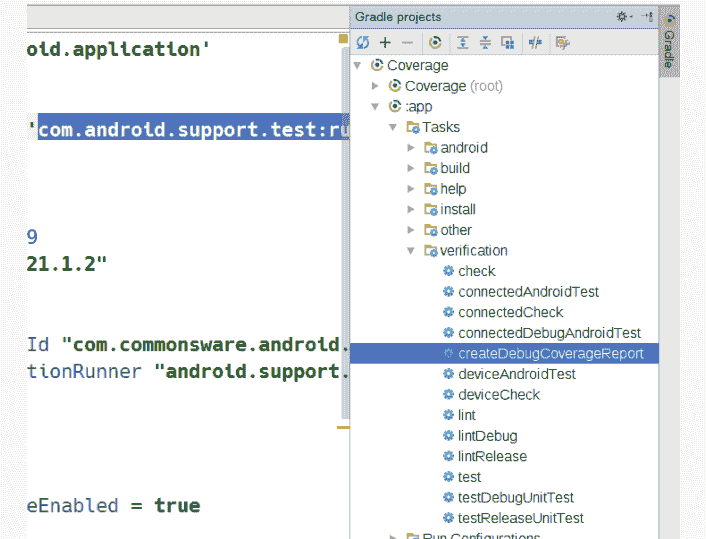 Gradle projects
Gradle
oid.application'
'com.android.support.test:ru
9
21.1.2"
Id "com.commonsware.android.
tionRunner "android.support.
eEnabled = true
Coverage
Coverage (root)
:app
Tasks
android
build
help
install
other
verification
check
connectedAndroidTest
connectedCheck
connectedDebugAndroidTest
createDebugCoverageReport
deviceAndroidTest
deviceCheck
lint
lintDebug
lintRelease
test
testDebugUnitTest
testReleaseUnitTest
Run Configurations